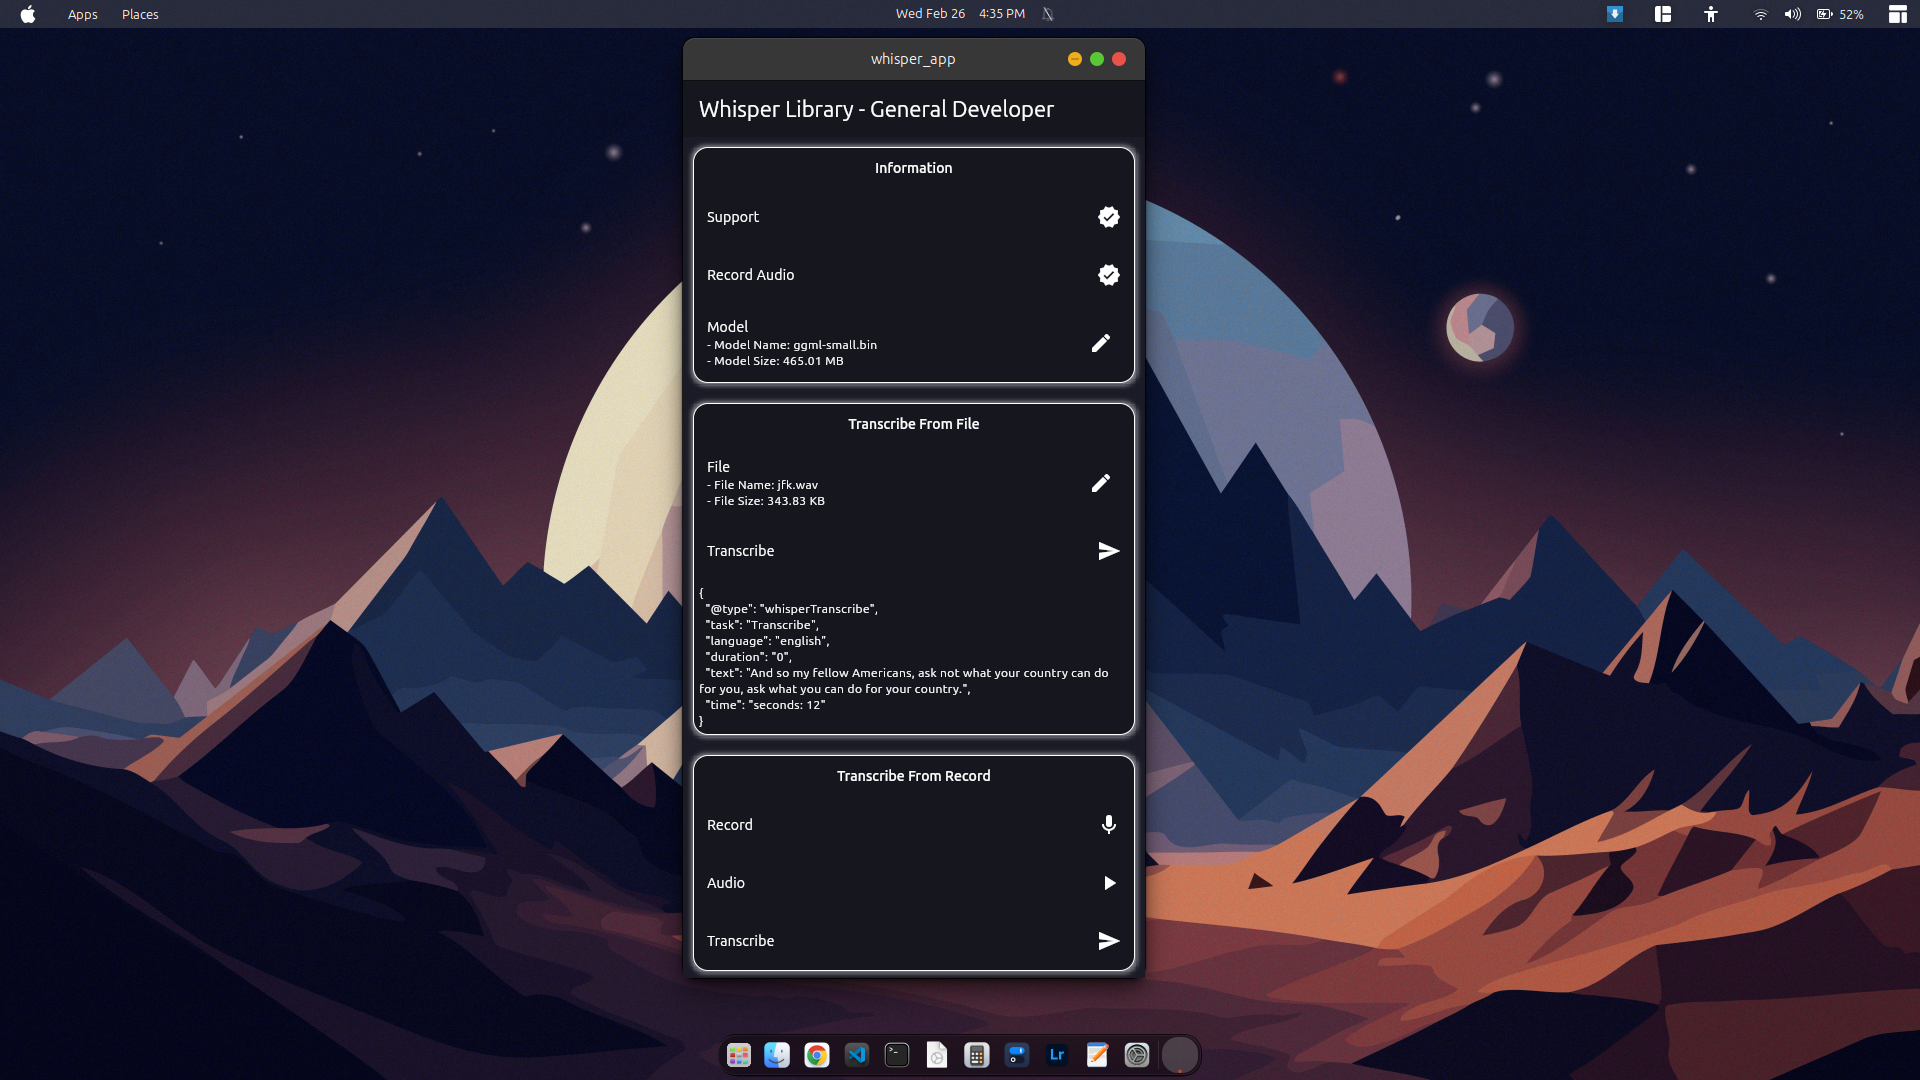 Apps Places Wed Feb 26 4:35 PM 52%
whisper_app
Whisper Library - General Developer
Information
Support
Record Audio
Model
- Model Name: ggml-small.bin
- Model Size: 465.01 MB
Transcribe From File
File
- File Name: jfk.wav
- File Size: 343.83 KB
Transcribe
{
"@type": "whisperTranscribe",
"task": "Transcribe",
"language": "english",
"duration": "0",
"text": "And so my fellow Americans, ask not what your country can do
for you, ask what you can do for your country.",
"time": "seconds: 12"
}
Transcribe From Record
Record
Audio
Transcribe
Lr